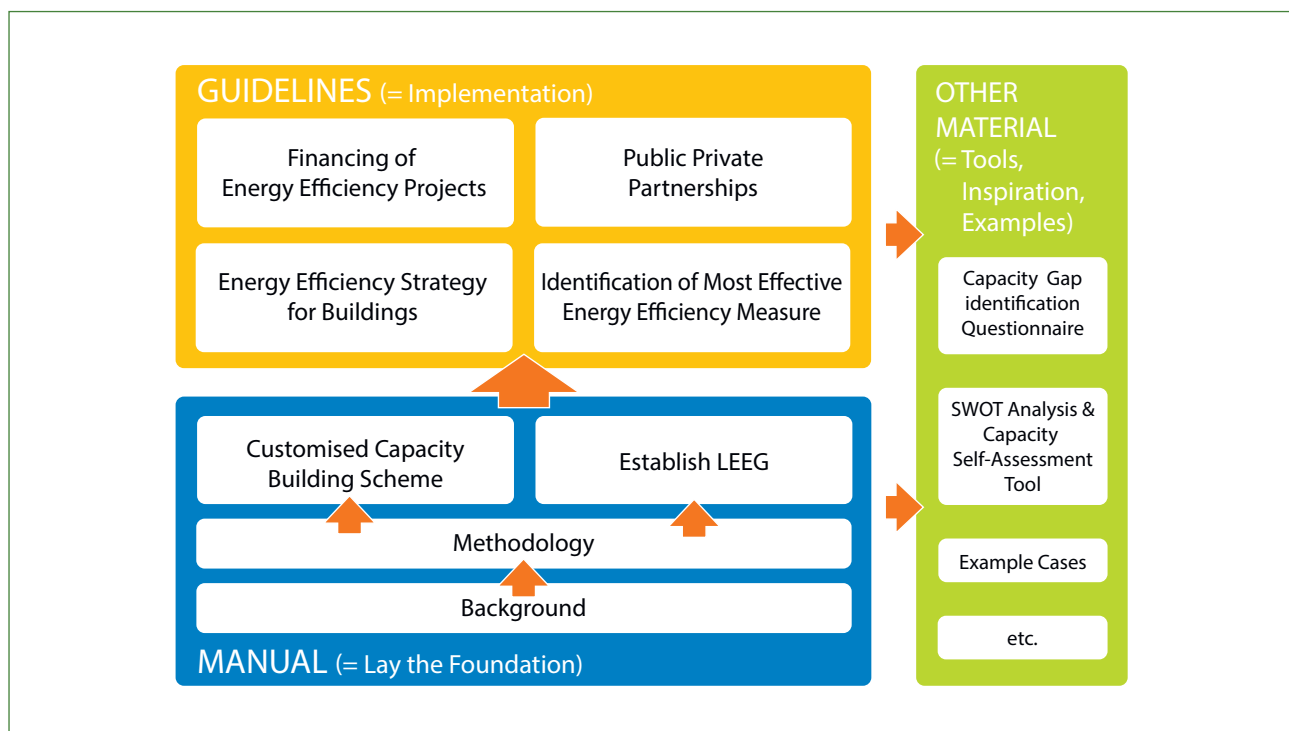 GUIDELINES (= Implementation)
Financing of
Energy Efficiency Projects
Public Private
Partnerships
Energy Efficiency Strategy
for Buildings
Identification of Most Effective
Energy Efficiency Measure
Customised Capacity
Building Scheme
Establish LEEG
Methodology
Background
MANUAL (= Lay the Foundation)
OTHER
MATERIAL
(= Tools,
Inspiration,
Examples)
Capacity Gap
identification
Questionnaire
SWOT Analysis &
Capacity
Self-Assessment
Tool
Example Cases
etc.